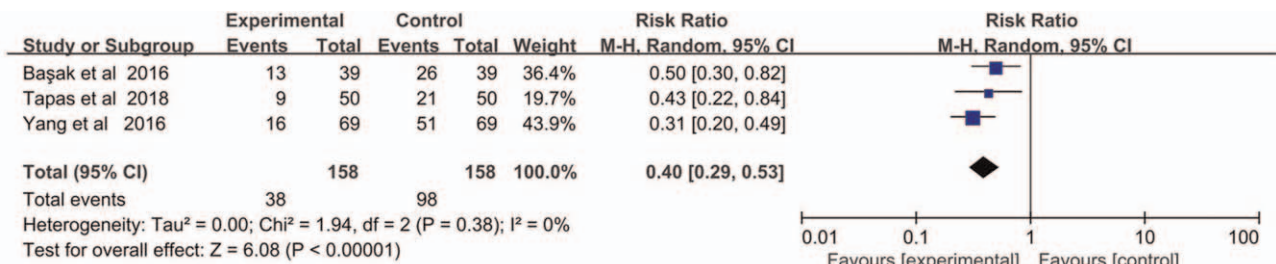 Experimental Control Risk Ratio Risk Ratio
Study or Subgroup Events Total Events Total Weight M-H, Random, 95% CI M-H, Random, 95% CI
Başak et al 2016 13 39 26 39 36.4% 0.50 [0.30, 0.82]
Tapas et al 2018 9 50 21 50 19.7% 0.43 [0.22, 0.84]
Yang et al 2016 16 69 51 69 43.9% 0.31 [0.20, 0.49]
Total (95% CI) 158 158 100.0% 0.40 [0.29, 0.53]
Total events 38 98
Heterogeneity: Tau² = 0.00; Chi² = 1.94, df = 2 (P = 0.38); I² = 0%
Test for overall effect: Z = 6.08 (P < 0.00001)
0.01 0.1 1 10 100
Favours [experimental] Favours [control]